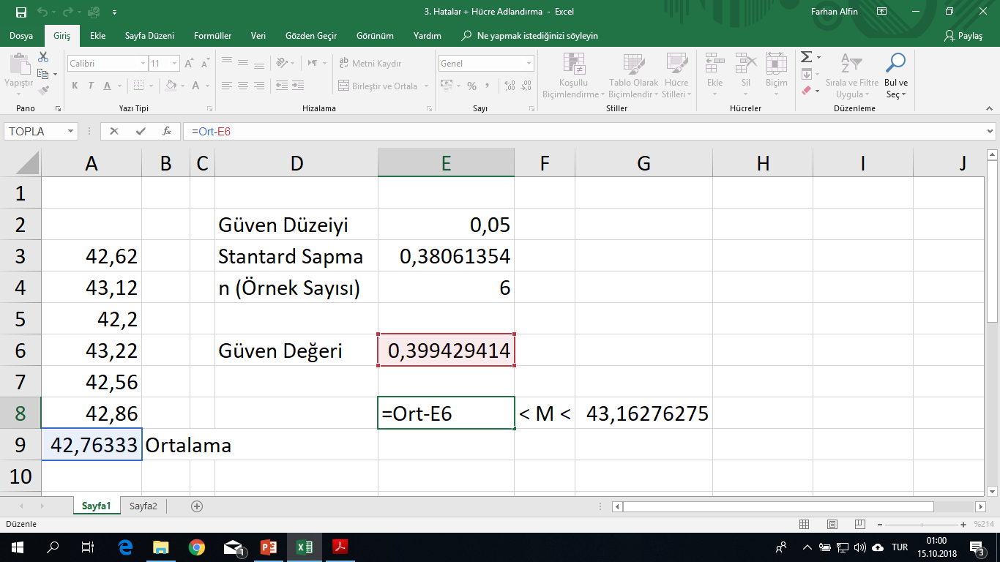 3. Hatalar + Hücre Adlandırma - Excel
Farhan Alfin
Dosya Giriş Ekle Sayfa Düzeni Formüller Veri Gözden Geçir Görünüm Yardım Ne yapmak istediğinizi söyleyin Paylaş
Yapıştır
Calibri 11
K T A
ab Metni Kaydır
Birleştir ve Ortala
Genel
%
Koşullu Biçimlendirme
Tablo Olarak Biçimlendir
Hücre Stilleri
Ekle Sil Biçim
Sırala ve Filtre Uygula
Bul ve Seç
Pano Yazı Tipi Hizalama Sayı Stiller Hücreler Düzenleme
TOPLA fx =Ort-E6
A B C D E F G H I J
1
2 Güven Düzeiyi 0,05
3 42,62 Stantard Sapma 0,38061354
4 43,12 n (Örnek Sayısı) 6
5 42,2
6 43,22 Güven Değeri 0,399429414
7 42,56
8 42,86 =Ort-E6 < M < 43,16276275
9 42,76333 Ortalama
10
Sayfa1 Sayfa2
Düzenle %214
1 TUR 01:00
15.10.2018 3